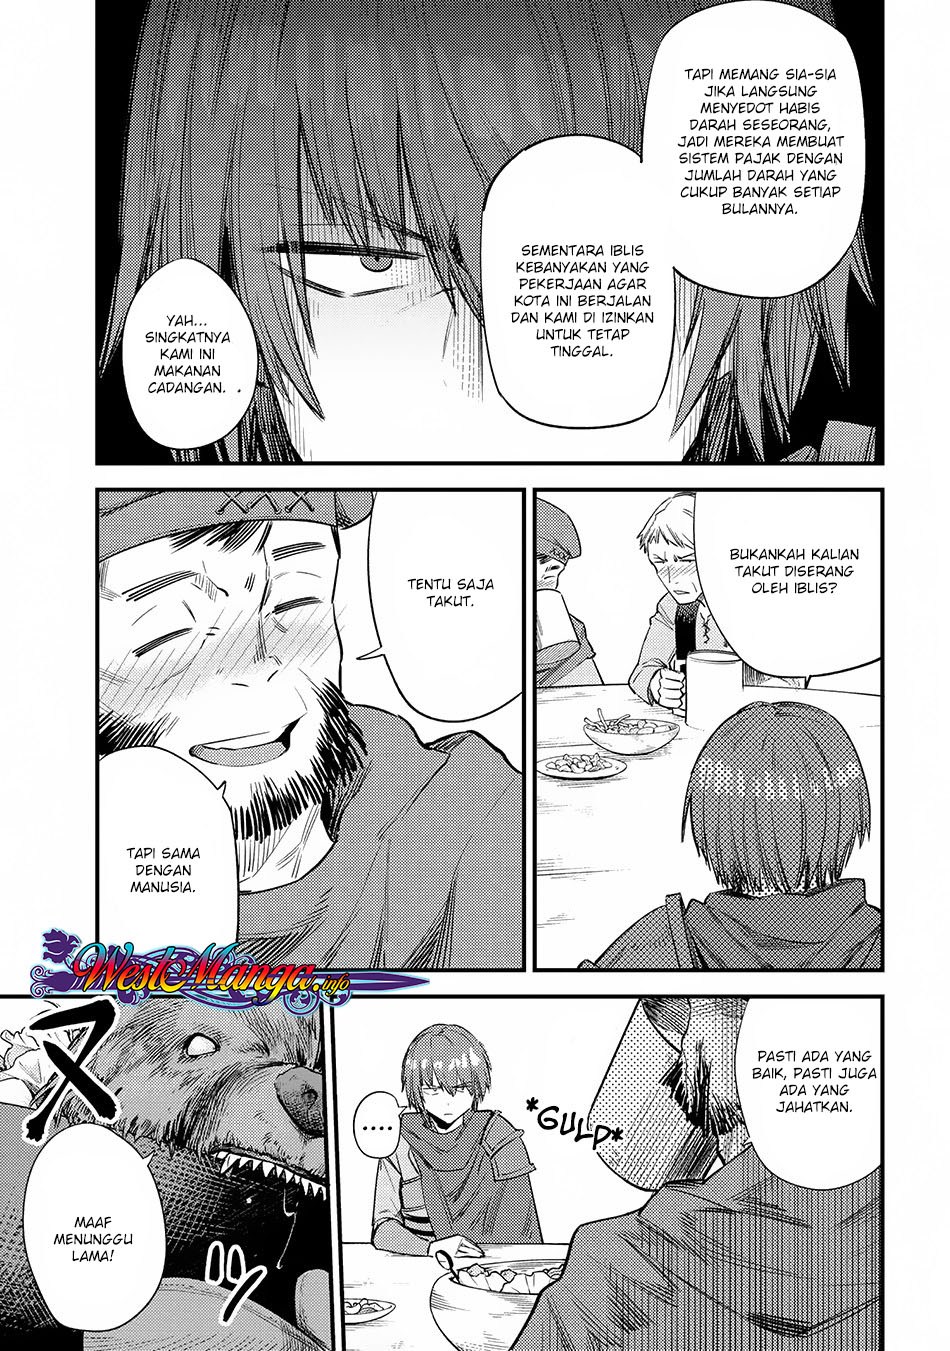 TAPI MEMANG SIA-SIA
JIKA LANGSUNG
MENYEDOT HABIS
DARAH SESEORANG,
JADI MEREKA MEMBUAT
SISTEM PAJAK DENGAN
JUMLAH DARAH YANG
CUKUP BANYAK SETIAP
BULANNYA.
SEMENTARA IBLIS
KEBANYAKAN YANG
PEKERJAAN AGAR
KOTA INI BERJALAN
DAN KAMI DI IZINKAN
UNTUK TETAP
TINGGAL.
YAH...
SINGKATNYA
KAMI INI
MAKANAN
CADANGAN. .
BUKANKAH KALIAN
TAKUT DISERANG
OLEH IBLIS?
TENTU SAJA
TAKUT.
TAPI SAMA
DENGAN
MANUSIA.
WestManga.info
PASTI ADA YANG
BAIK, PASTI JUGA
ADA YANG
JAHATKAN.
*GULP*
....
ヌッ
MAAF
MENUNGGU
LAMA!